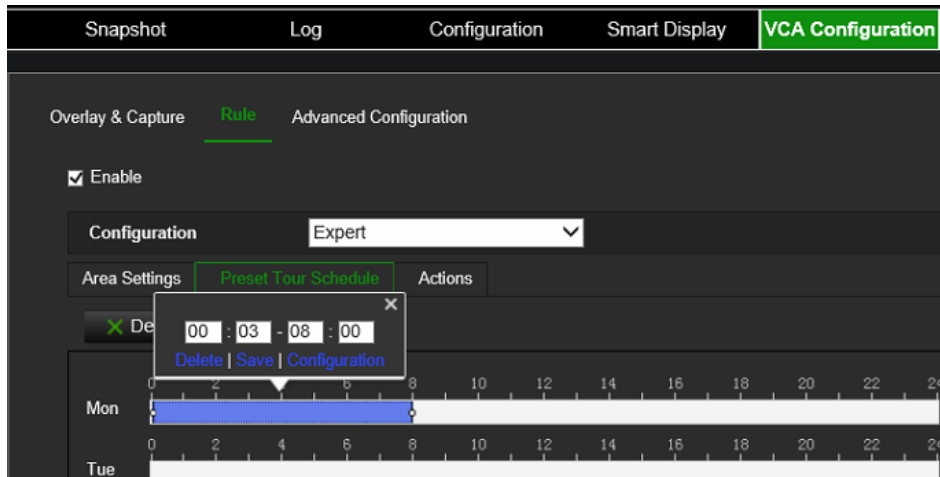 Snapshot Log Configuration Smart Display VCA Configuration
Overlay & Capture Rule Advanced Configuration
Enable
Configuration Expert
Area Settings Preset Tour Schedule Actions
De
00 : 03 - 08 : 00
Delete | Save | Configuration
0 2 6 8 10 12 14 16 18 20 22 24
Mon
0 2 4 6 8 10 12 14 16 18 20 22 24
Tue